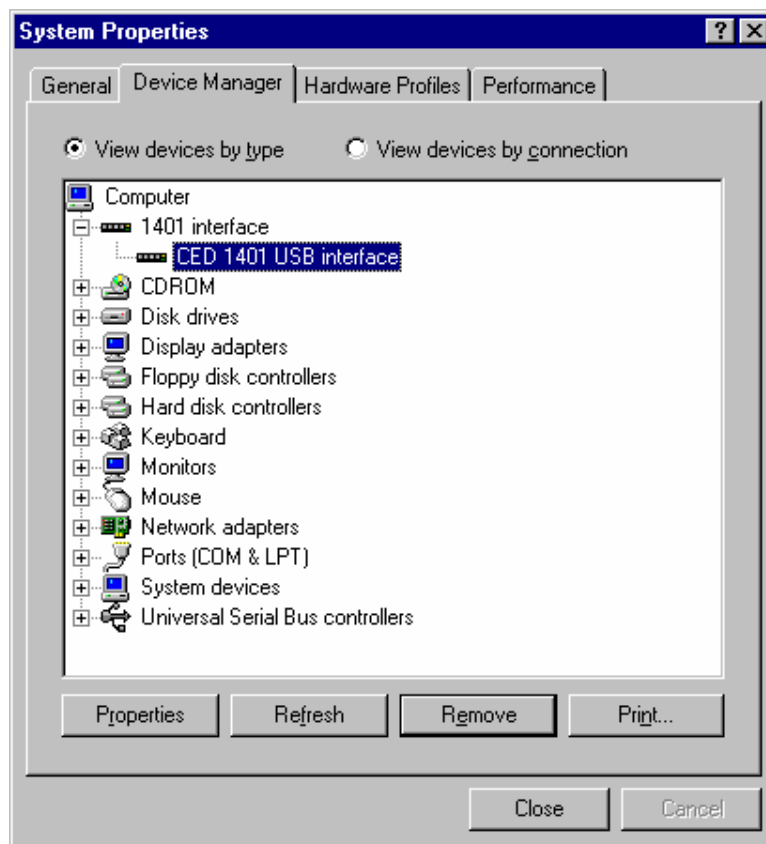 System Properties
General Device Manager Hardware Profiles Performance
View devices by type View devices by connection
Computer
1401 interface
CED 1401 USB interface
CDROM
Disk drives
Display adapters
Floppy disk controllers
Hard disk controllers
Keyboard
Monitors
Mouse
Network adapters
Ports (COM & LPT)
System devices
Universal Serial Bus controllers
Properties Refresh Remove Print...
Close Cancel